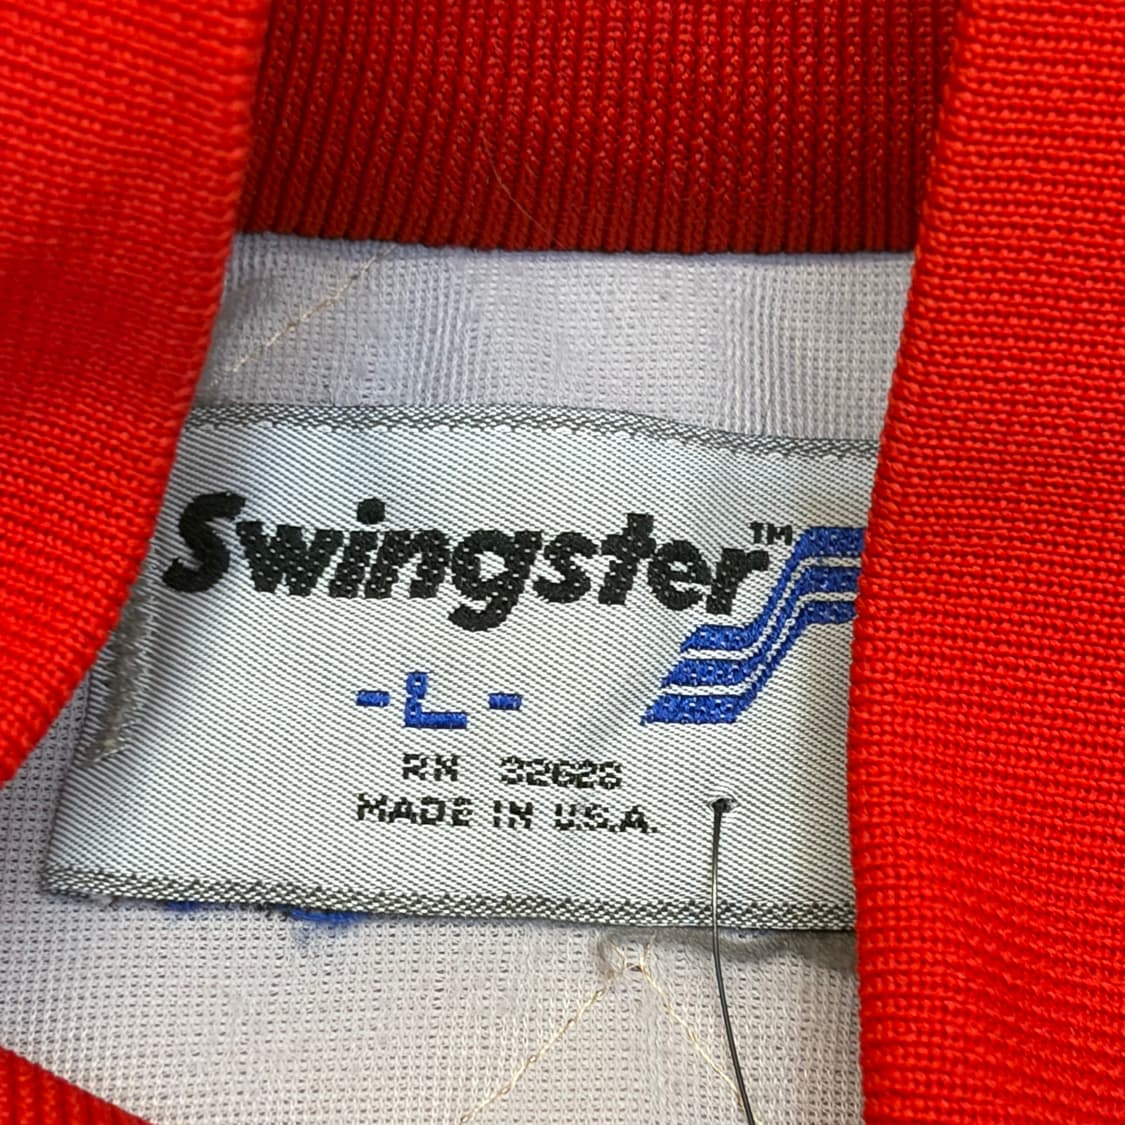 Swingster™
-L-
RN 32628
MADE IN U.S.A.